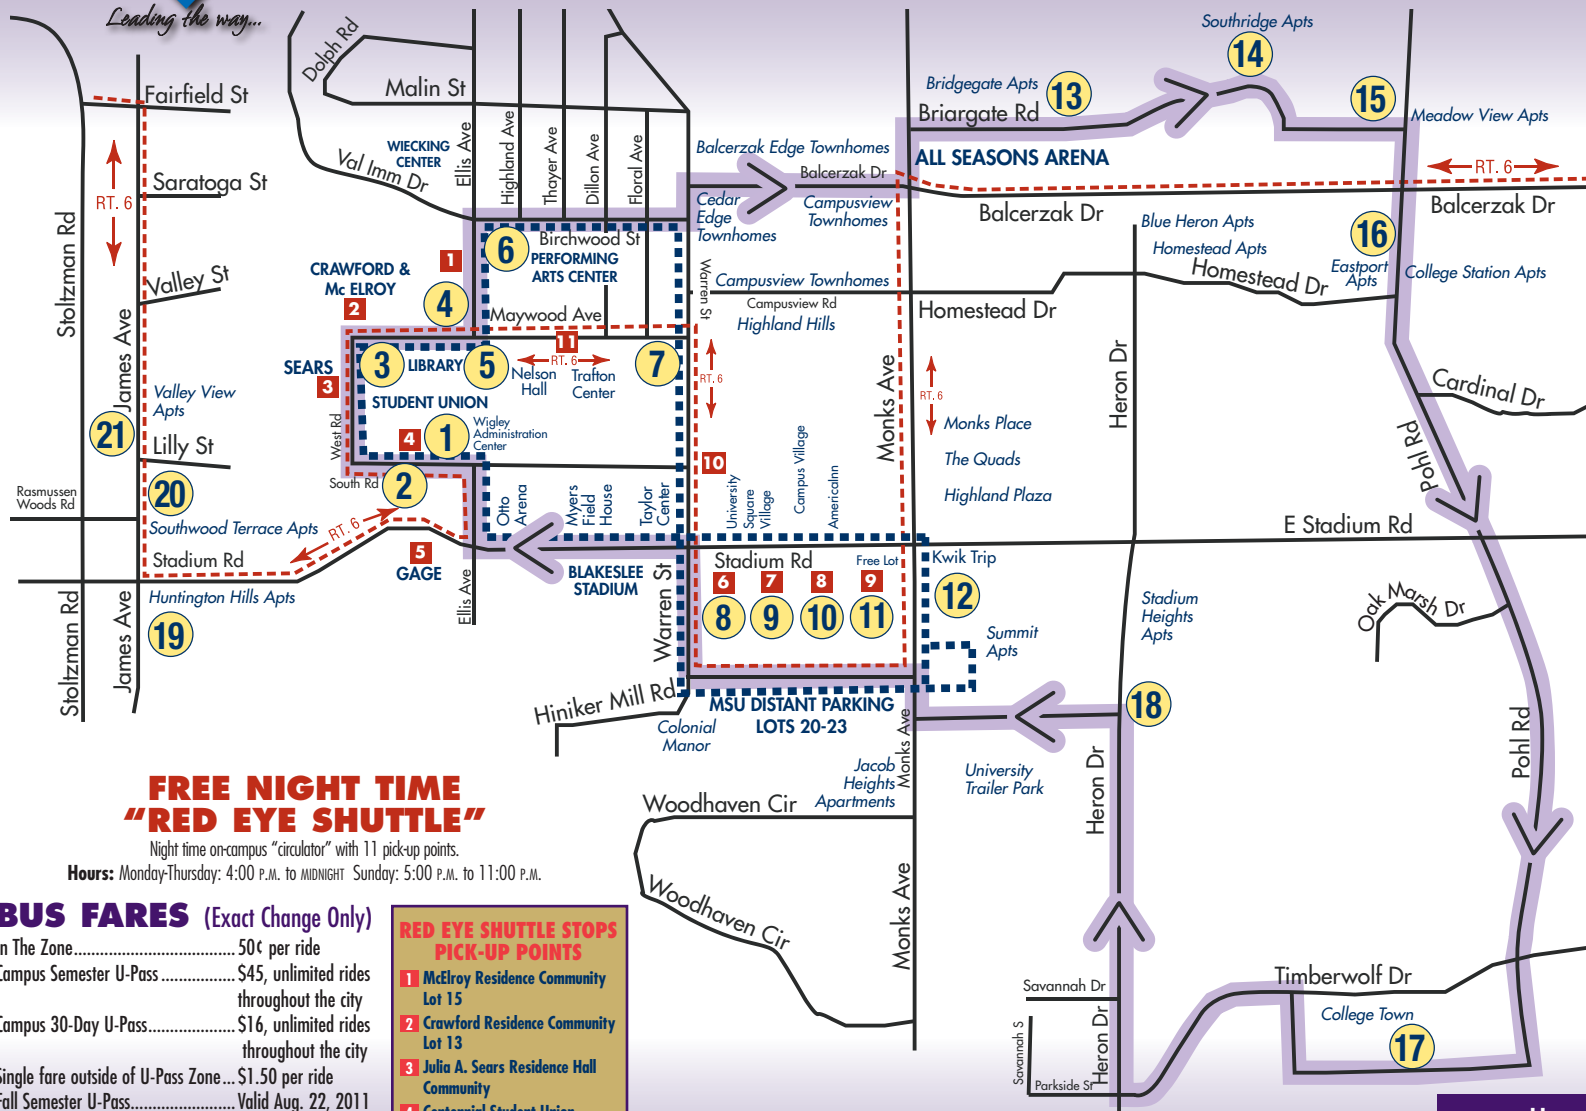 Leading the way...
Southridge Apts
14
Dolph Rd
Bridgegate Apts
13
15
Malin St
Fairfield St
Briargate Rd
Meadow View Apts
Ellis Ave
Highland Ave
Thayer Ave
Dillon Ave
Floral Ave
WIECKING
CENTER
Val Imm Dr
Balcerzak Edge Townhomes
ALL SEASONS ARENA
Balcerzak Dr
RT. 6
Saratoga St
RT. 6
Cedar
Edge
Townhomes
Campusview
Townhomes
Balcerzak Dr
Balcerzak Dr
Stoltzman Rd
6
Birchwood St
PERFORMING
ARTS CENTER
Blue Heron Apts
Homestead Apts
16
Homestead Dr
Eastport
Apts
College Station Apts
1
CRAWFORD &
Mc ELROY
2
4
Warren St
Campusview Townhomes
Campusview Rd
Highland Hills
Homestead Dr
Valley St
Maywood Ave
11
RT. 6
James Ave
SEARS
3
3
LIBRARY
5
Nelson
Hall
Trafton
Center
7
RT. 6
RT. 6
Monks Ave
Heron Dr
Cardinal Dr
Valley View
Apts
STUDENT UNION
West Rd
4
1
Wigley
Administration
Center
Monks Place
The Quads
Highland Plaza
Pohl Rd
21
Lilly St
10
University
Square
Village
Campus Village
AmericaInn
Rasmussen
Woods Rd
20
South Rd
2
Otto
Arena
Myers
Field
House
Taylor
Center
Southwood Terrace Apts
RT. 6
E Stadium Rd
Stadium Rd
5
GAGE
BLAKESLEE
STADIUM
Stadium Rd
Free Lot
Kwik Trip
6
7
8
9
8
9
10
11
12
Huntington Hills Apts
19
Ellis Ave
Warren St
Stadium
Heights
Apts
Oak Marsh Dr
Summit
Apts
Stoltzman Rd
James Ave
Hiniker Mill Rd
MSU DISTANT PARKING
LOTS 20-23
Colonial
Manor
Monks Ave
18
Pohl Rd
Jacob
Heights
Apartments
University
Trailer Park
Heron Dr
Woodhaven Cir
Woodhaven Cir
Monks Ave
Timberwolf Dr
Savannah Dr
College Town
17
Savannah S
Heron Dr
Parkside St
FREE NIGHT TIME
“RED EYE SHUTTLE”
Night time on-campus “circulator” with 11 pick-up points.
Hours: Monday-Thursday: 4:00 P.M. to MIDNIGHT Sunday: 5:00 P.M. to 11:00 P.M.
BUS FARES (Exact Change Only)
In The Zone.................................... 50¢ per ride
Campus Semester U-Pass ................. $45, unlimited rides
throughout the city
Campus 30-Day U-Pass.................... $16, unlimited rides
throughout the city
Single fare outside of U-Pass Zone... $1.50 per ride
Fall Semester U-Pass........................ Valid Aug. 22, 2011
RED EYE SHUTTLE STOPS
PICK-UP POINTS
1 McElroy Residence Community
Lot 15
2 Crawford Residence Community
Lot 13
3 Julia A. Sears Residence Hall
Community
4 Centennial Student Union